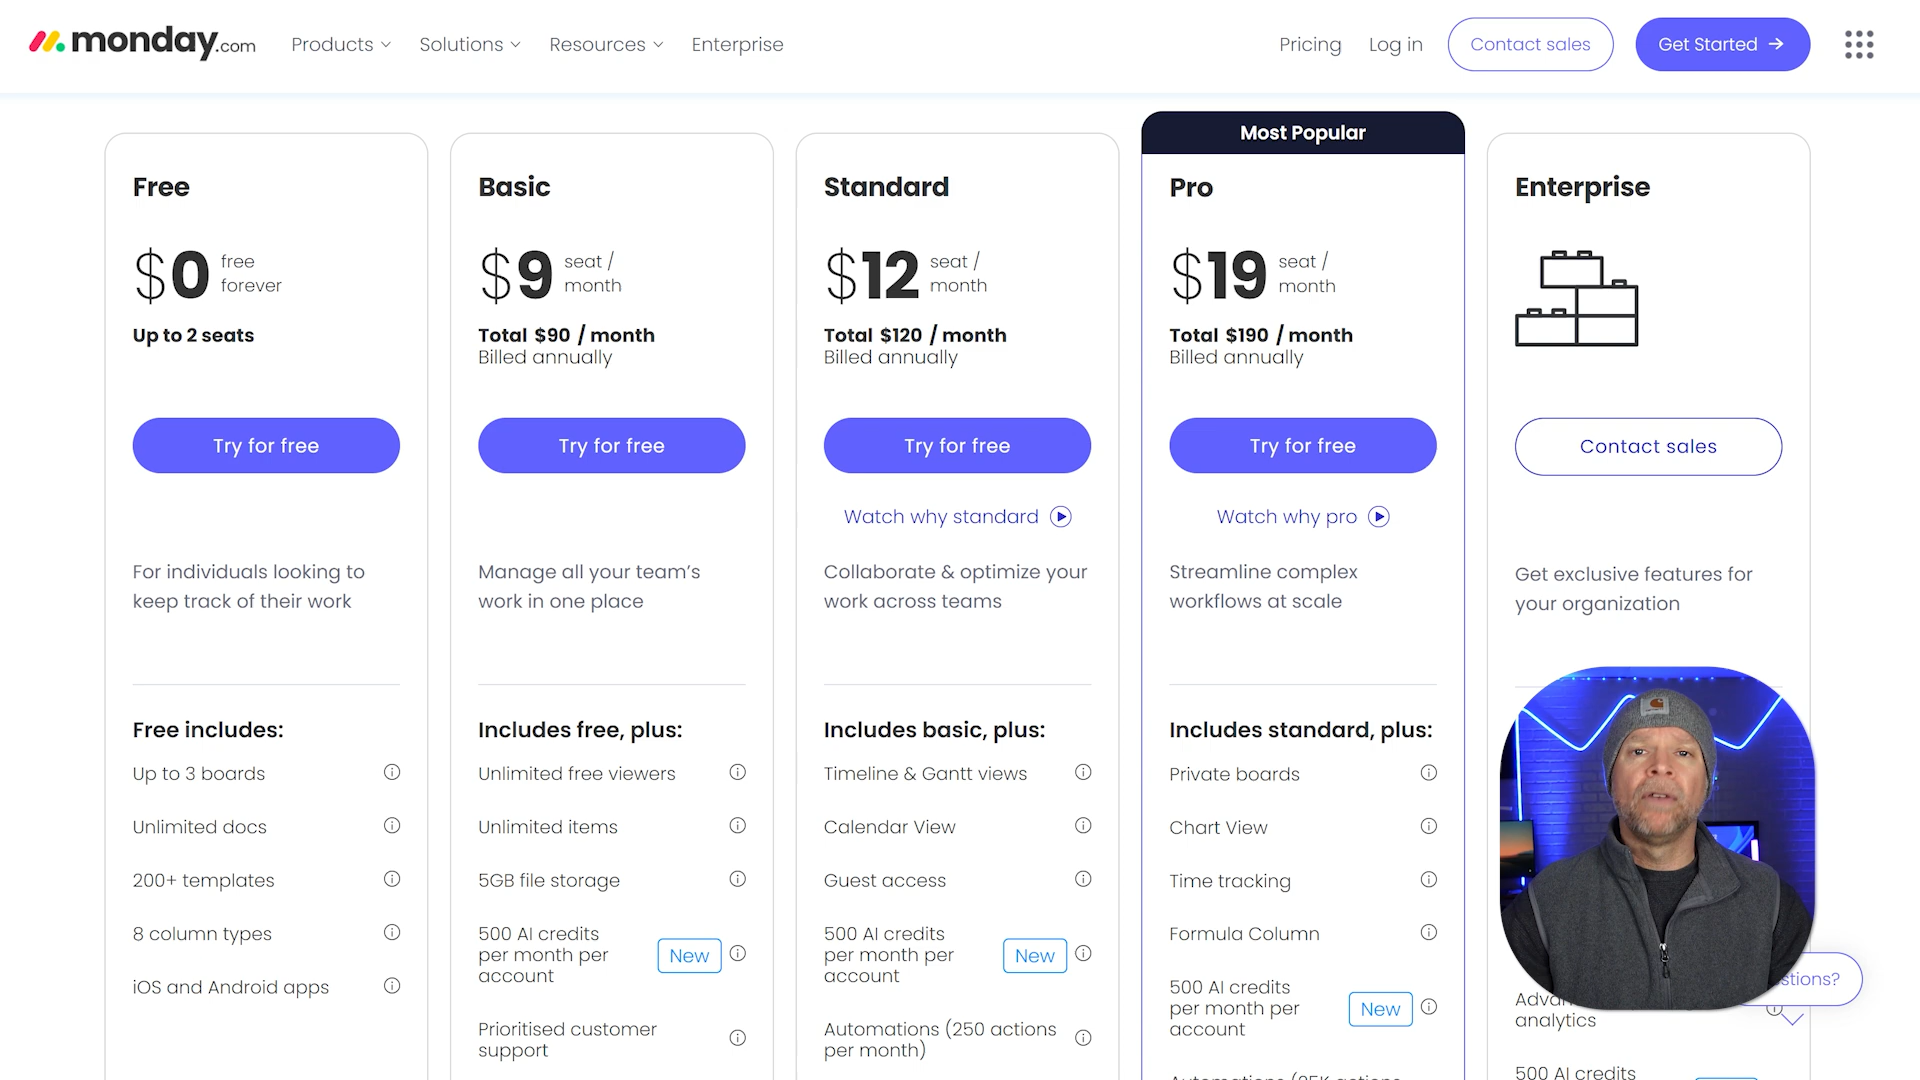 monday.com
Products
Solutions
Resources
Enterprise
Pricing
Log in
Contact sales
Get Started
Free
$0 free
forever
Up to 2 seats
Try for free
For individuals looking to
keep track of their work
Free includes:
Up to 3 boards
Unlimited docs
200+ templates
8 column types
iOS and Android apps
Basic
$9 seat /
month
Total $90 / month
Billed annually
Try for free
Manage all your team's
work in one place
Includes free, plus:
Unlimited free viewers
Unlimited items
5GB file storage
500 AI credits
per month per
account
New
Prioritised customer
support
Standard
$12 seat /
month
Total $120 / month
Billed annually
Try for free
Watch why standard
Collaborate & optimize your
work across teams
Includes basic, plus:
Timeline & Gantt views
Calendar View
Guest access
500 AI credits
per month per
account
New
Automations (250 actions
per month)
Most Popular
Pro
$19 seat /
month
Total $190 / month
Billed annually
Try for free
Watch why pro
Streamline complex
workflows at scale
Includes standard, plus:
Private boards
Chart View
Time tracking
Formula Column
500 AI credits
per month per
account
New
Enterprise
Contact sales
Get exclusive features for
your organization
analytics
500 AI credits